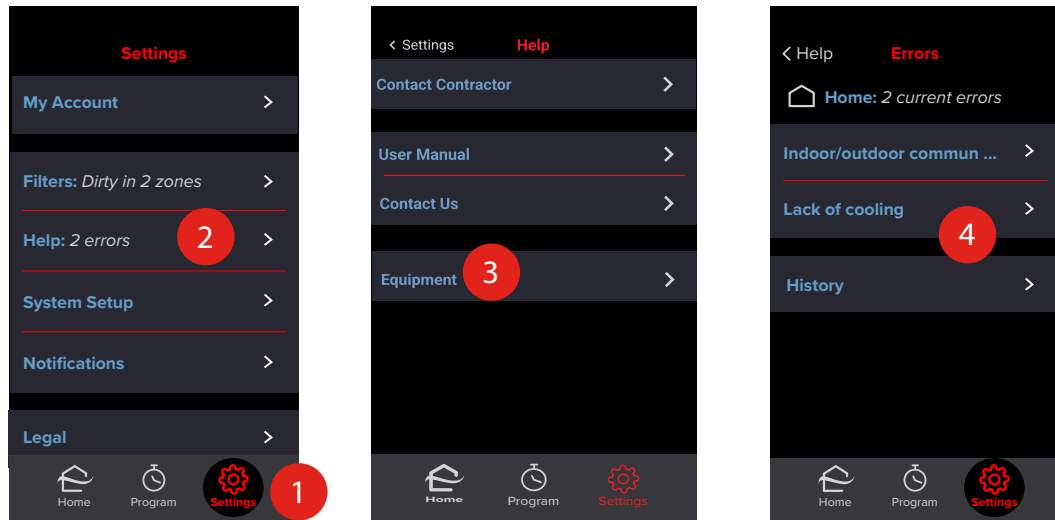 Settings
My Account
Filters: Dirty in 2 zones
Help: 2 errors
2
System Setup
Notifications
Legal
Home
Program
Settings
1
Settings
Help
Contact Contractor
User Manual
Contact Us
Equipment
3
Home
Program
Settings
Help
Errors
Home: 2 current errors
Indoor/outdoor commun ...
Lack of cooling
4
History
Home
Program
Settings